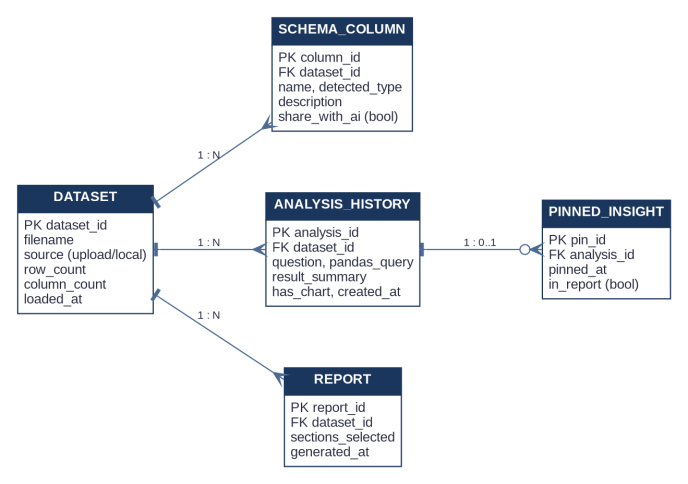 SCHEMA_COLUMN
PK column_id
FK dataset_id
name, detected_type
description
share_with_ai (bool)
1 : N
DATASET
PK dataset_id
filename
source (upload/local)
row_count
column_count
loaded_at
1 : N
ANALYSIS_HISTORY
PK analysis_id
FK dataset_id
question, pandas_query
result_summary
has_chart, created_at
1 : 0..1
PINNED_INSIGHT
PK pin_id
FK analysis_id
pinned_at
in_report (bool)
1 : N
REPORT
PK report_id
FK dataset_id
sections_selected
generated_at